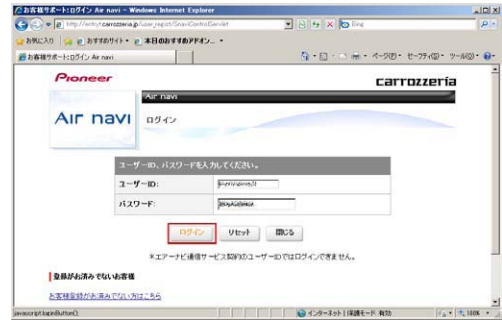 お客様サポート:ログイン Air navi - Windows Internet Explorer
http://entry.carrozzeria.jp/user_regist/SnaviControlServlet
Bing
お気に入り おすすめサイト 本日のおすすめアドオン...
お客様サポート:ログイン Air navi
ページ(P) セーフティ(S) ツール(O)
Pioneer
carrozzeria
Air navi
Air navi
ログイン
ユーザーID、パスワードを入力してください。
ユーザーID:
パスワード:
ログイン リセット 閉じる
※エアーナビ通信サービス契約のユーザーIDではログインできません。
登録がお済みでないお客様
お客様登録がお済みでない方はこちら
javascript:loginButton();
インターネット | 保護モード: 有効
100%